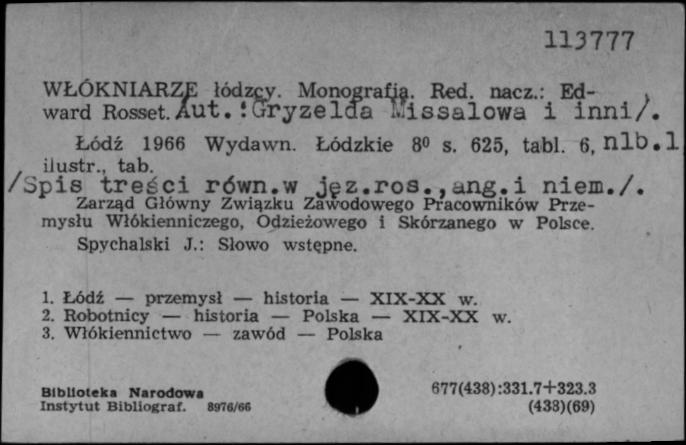 113777
WŁÓKNIARZE łódzcy. Monografia. Red. nacz.: Ed-
ward Rosset. Aut.:Gryzelda Missalowa i inni/.
Łódź 1966 Wydawn. Łódzkie 8⁰ s. 625, tabl. 6, nlb.1
ilustr., tab.
/Spis treści równ.w jęz.ros.,ang.i niem./.
Zarząd Główny Związku Zawodowego Pracowników Prze-
mysłu Włókienniczego, Odzieżowego i Skórzanego w Polsce.
Spychalski J.: Słowo wstępne.
1. Łódź — przemysł — historia — XIX-XX w.
2. Robotnicy — historia — Polska — XIX-XX w.
3. Włókiennictwo — zawód — Polska
Biblioteka Narodowa 677(438):331.7+323.3
Instytut Bibliograf. 8976/66 (438)(69)